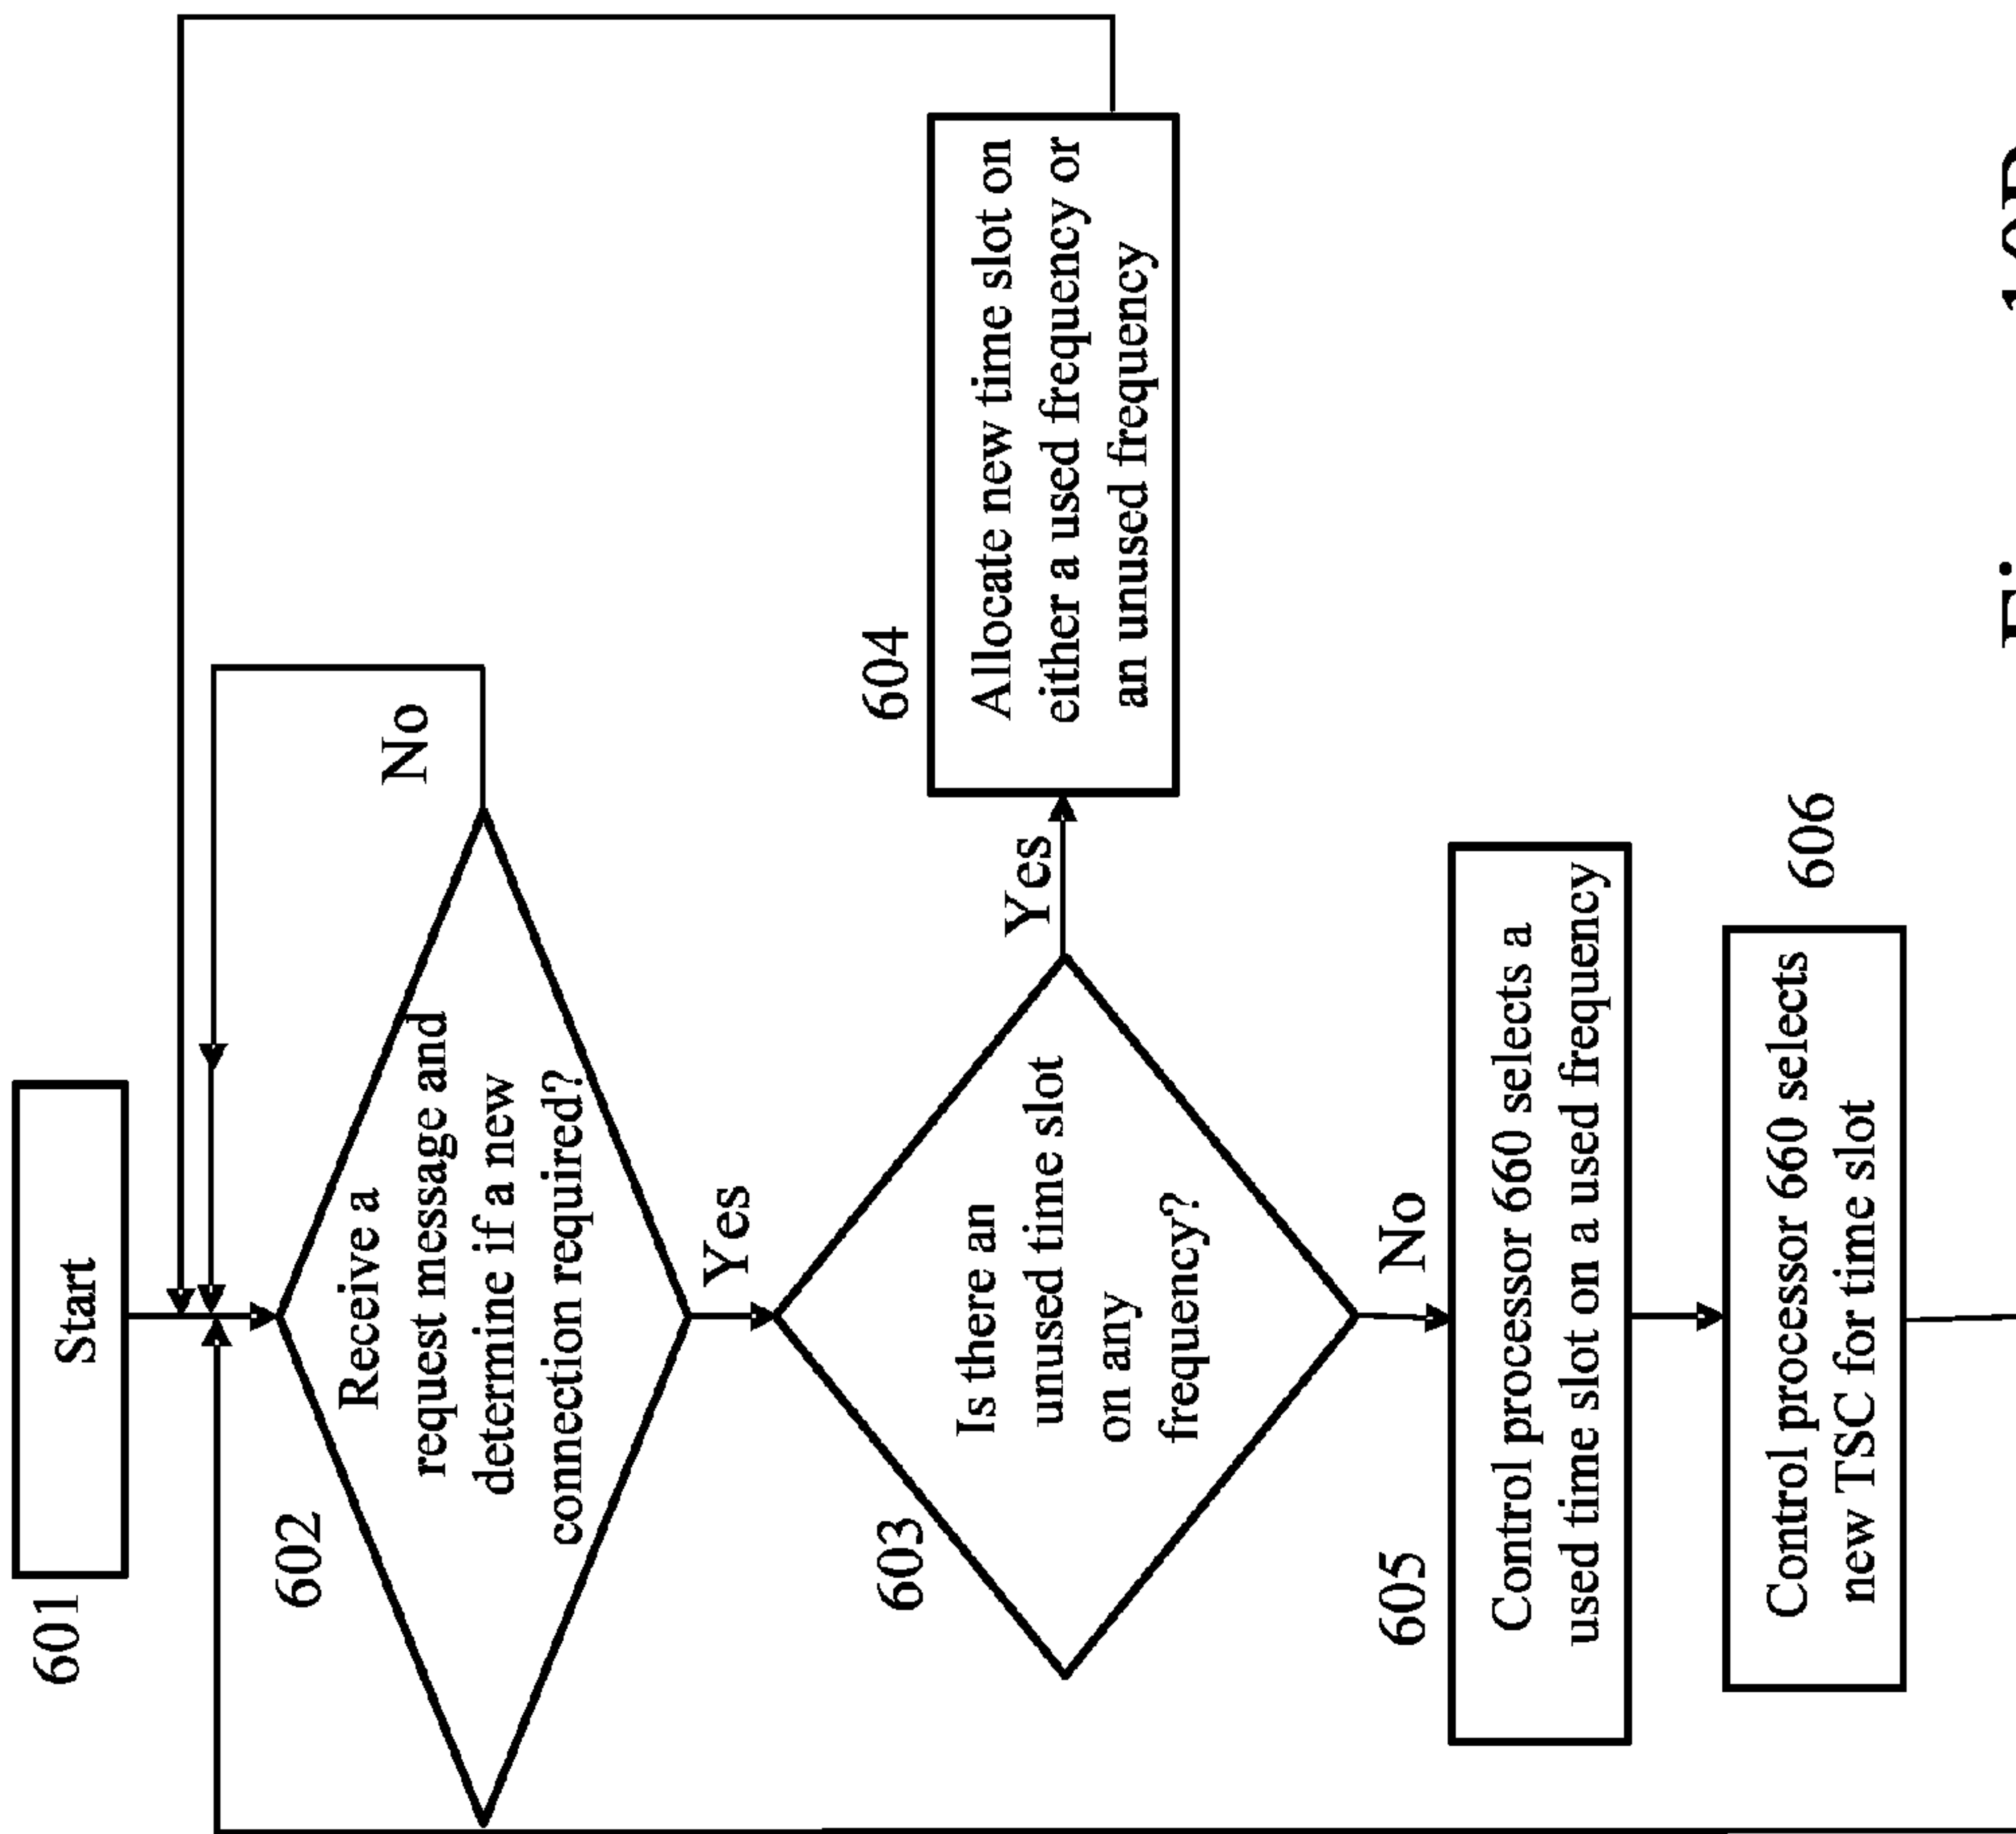 601
Start
602
Receive a
request message and
determine if a new
connection required?
No
Yes
603
Is there an
unused time slot
on any
frequency?
Yes
604
Allocate new time slot on
either a used frequency or
an unused frequency
No
605
Control processor 660 selects a
used time slot on a used frequency
606
Control processor 660 selects
new TSC for time slot